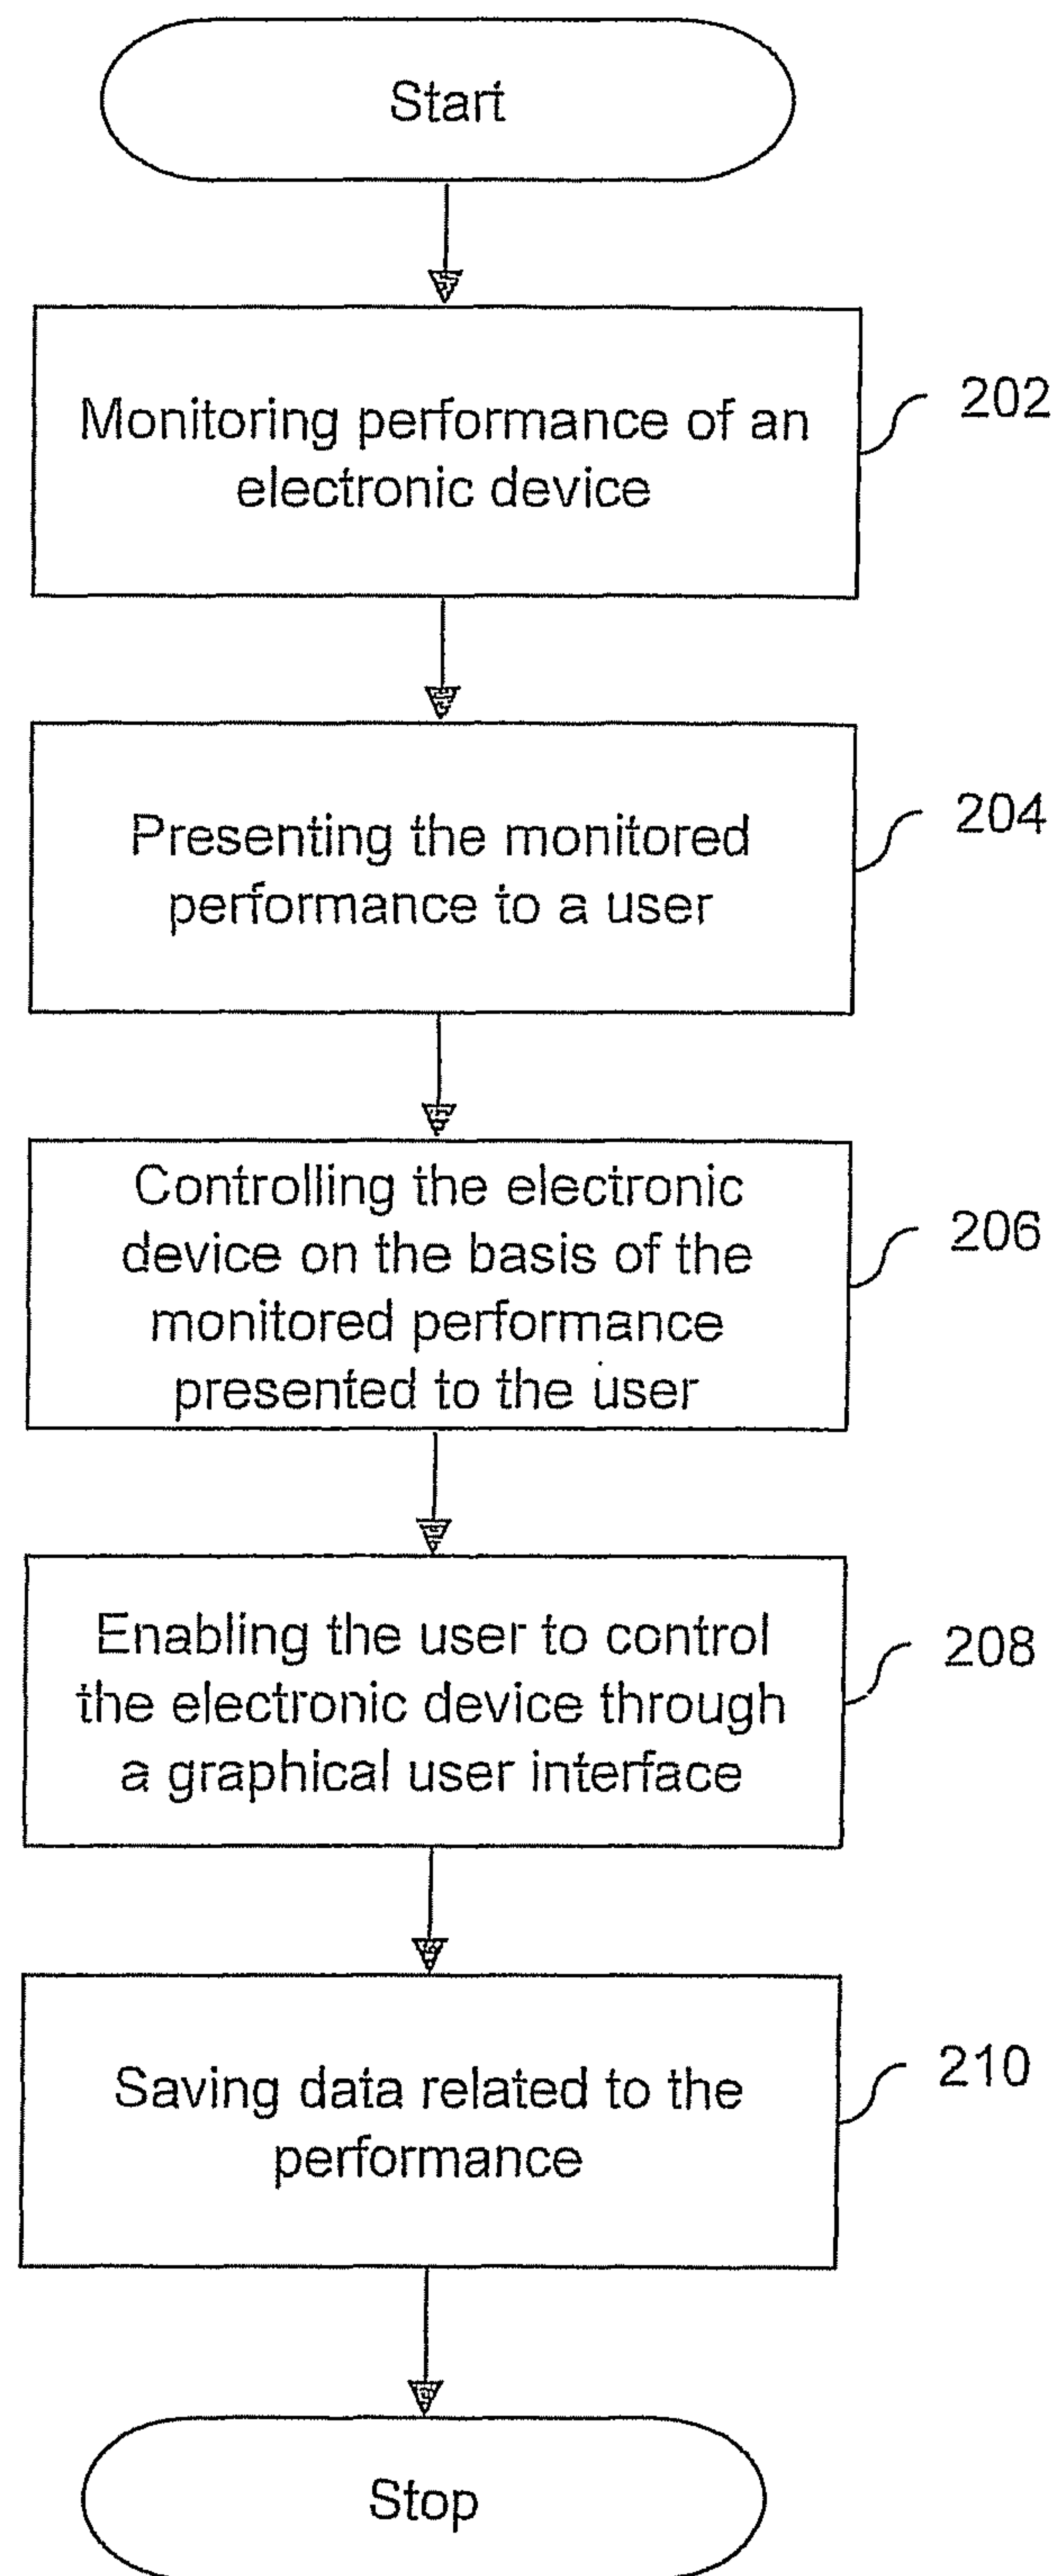 Start
Monitoring performance of an
electronic device
202
Presenting the monitored
performance to a user
204
Controlling the electronic
device on the basis of the
monitored performance
presented to the user
206
Enabling the user to control
the electronic device through
a graphical user interface
208
Saving data related to the
performance
210
Stop